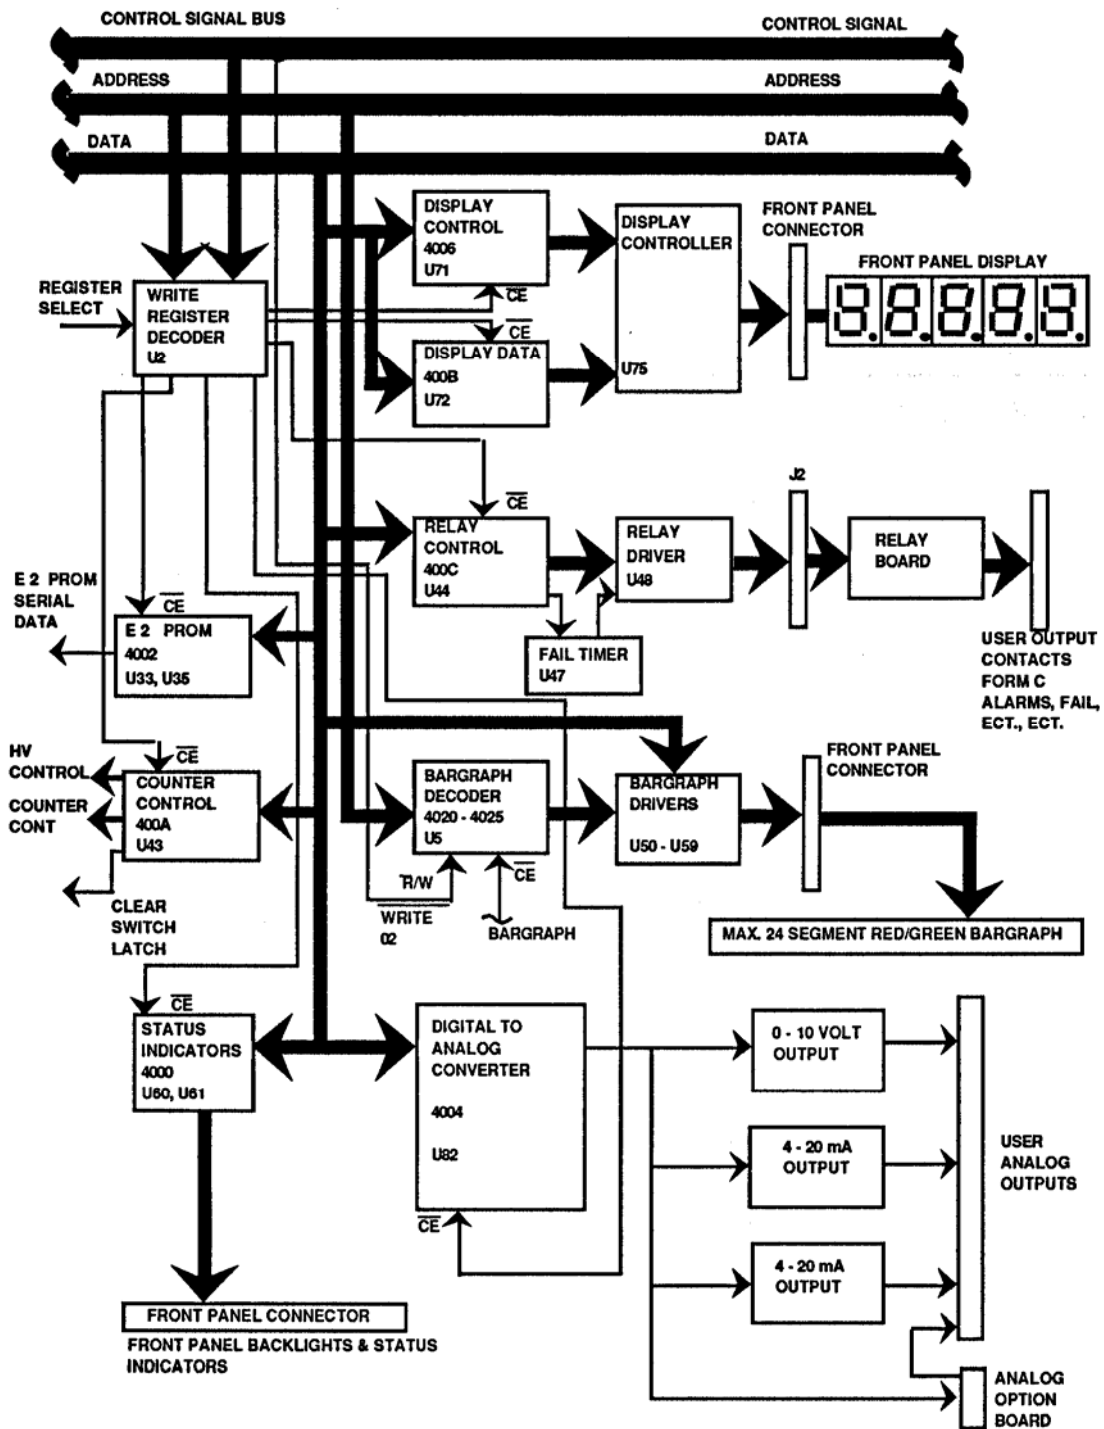 CONTROL SIGNAL BUS
CONTROL SIGNAL
ADDRESS
ADDRESS
DATA
DATA
DISPLAY
CONTROL
4006
U71
CE
DISPLAY
CONTROLLER
U75
FRONT PANEL
CONNECTOR
FRONT PANEL DISPLAY
3.8.8.8.3.
REGISTER
SELECT
WRITE
REGISTER
DECODER
U2
CE
DISPLAY DATA
400B
U72
CE
RELAY
CONTROL
400C
U44
RELAY
DRIVER
U48
J2
RELAY
BOARD
FAIL TIMER
U47
USER OUTPUT
CONTACTS
FORM C
ALARMS, FAIL,
ECT., ECT.
E 2 PROM
SERIAL
DATA
CE
E 2 PROM
4002
U33, U35
HV
CONTROL
COUNTER
CONT
CE
COUNTER
CONTROL
400A
U43
CLEAR
SWITCH
LATCH
BARGRAPH
DECODER
4020 - 4025
U5
R/W
WRITE
02
CE
BARGRAPH
BARGRAPH
DRIVERS
U50 - U59
FRONT PANEL
CONNECTOR
MAX. 24 SEGMENT RED/GREEN BARGRAPH
CE
STATUS
INDICATORS
4000
U60, U61
DIGITAL TO
ANALOG
CONVERTER
4004
U82
CE
0 - 10 VOLT
OUTPUT
4 - 20 mA
OUTPUT
4 - 20 mA
OUTPUT
USER
ANALOG
OUTPUTS
FRONT PANEL CONNECTOR
FRONT PANEL BACKLIGHTS & STATUS
INDICATORS
ANALOG
OPTION
BOARD